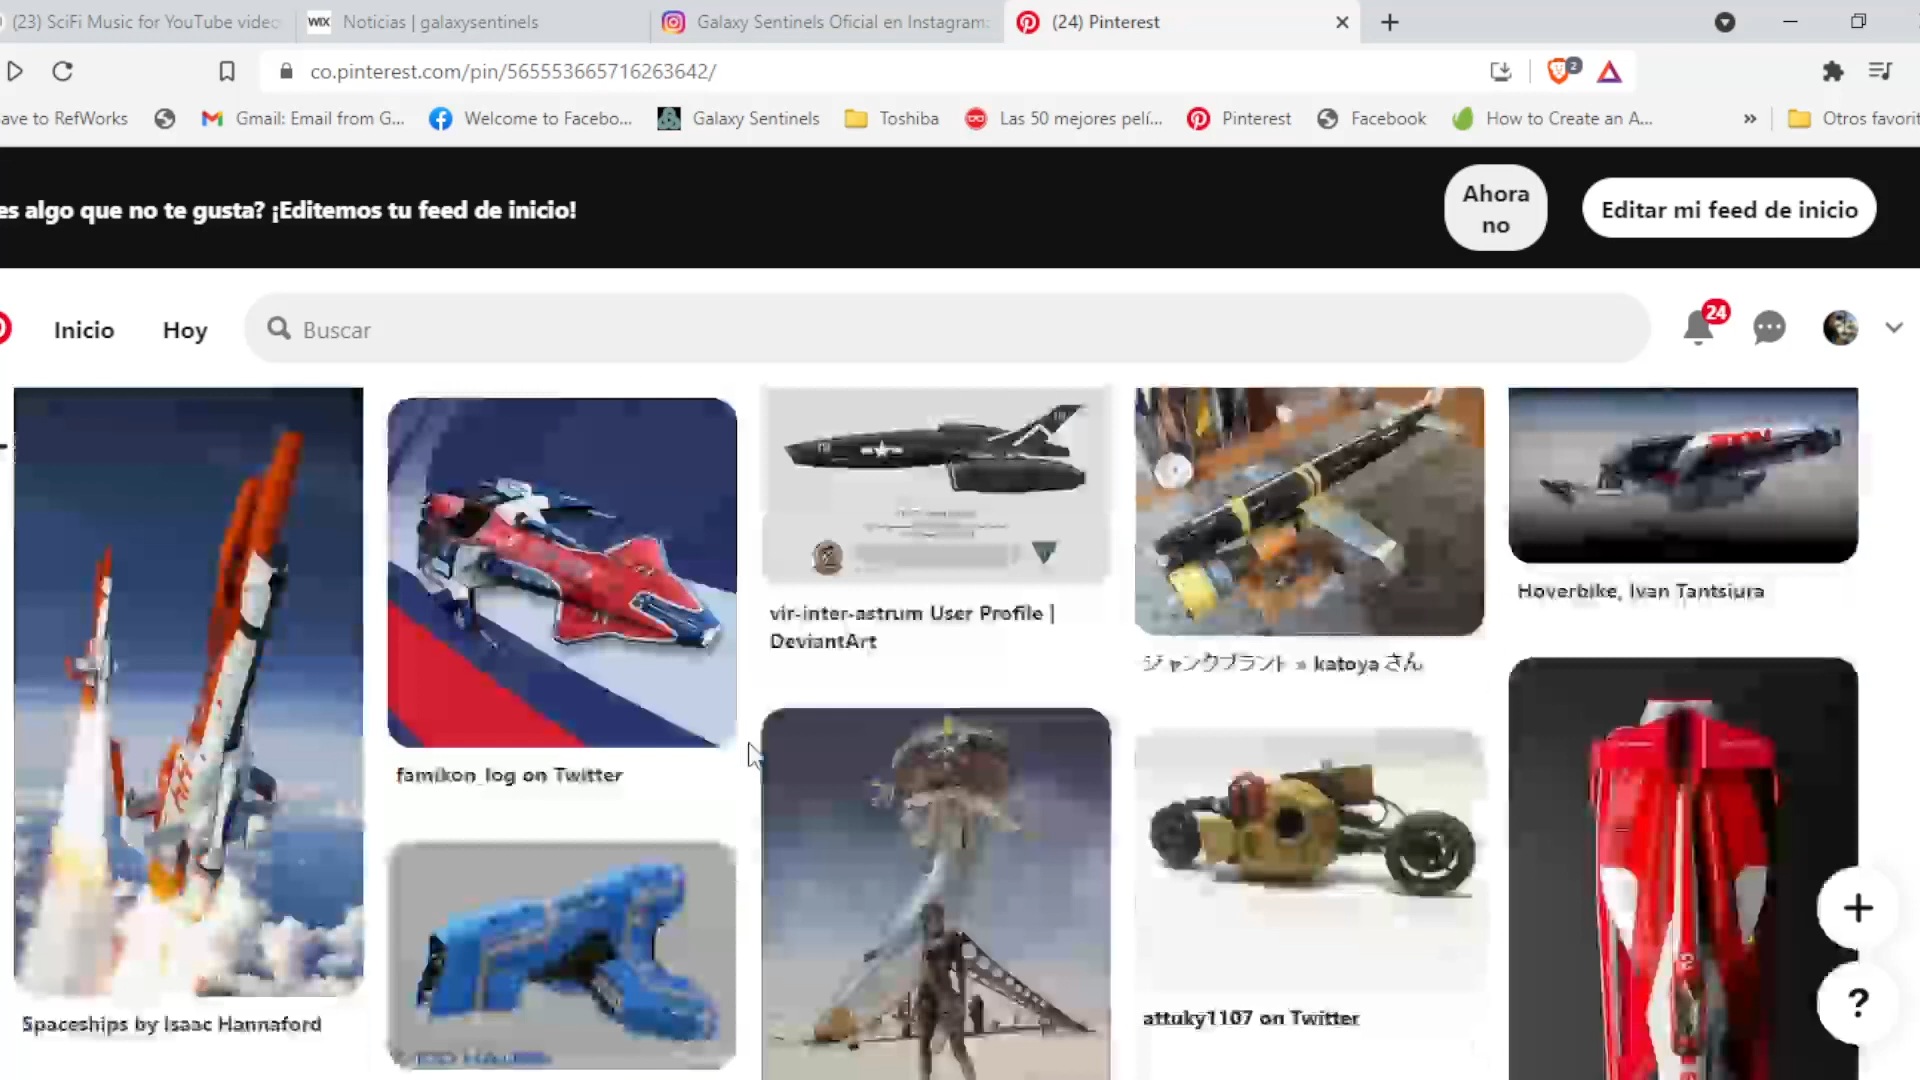 (23) SciFi Music for YouTube video
WIX Noticias | galaxysentinels
Galaxy Sentinels Oficial en Instagram:
(24) Pinterest
co.pinterest.com/pin/565553665716263642/
2
ave to RefWorks
Gmail: Email from G...
Welcome to Facebo...
Galaxy Sentinels
Toshiba
Las 50 mejores pelí...
Pinterest
Facebook
How to Create an A...
»
Otros favorit
es algo que no te gusta? ¡Editemos tu feed de inicio!
Ahora
no
Editar mi feed de inicio
Inicio
Hoy
Buscar
24
Hoverbike, Ivan Tantsiura
vir-inter-astrum User Profile |
DeviantArt
ジャンクプラント » katoya さん
famikon_log on Twitter
attuky1107 on Twitter
Spaceships by Isaac Hannaford
?